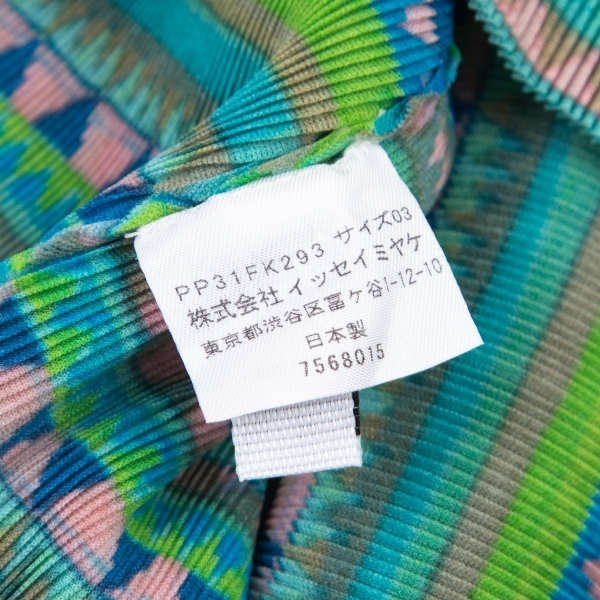 PP31FK293 サイズ03
株式会社イッセイミヤケ
東京都渋谷区富ケ谷1-12-10
日本製
7568015